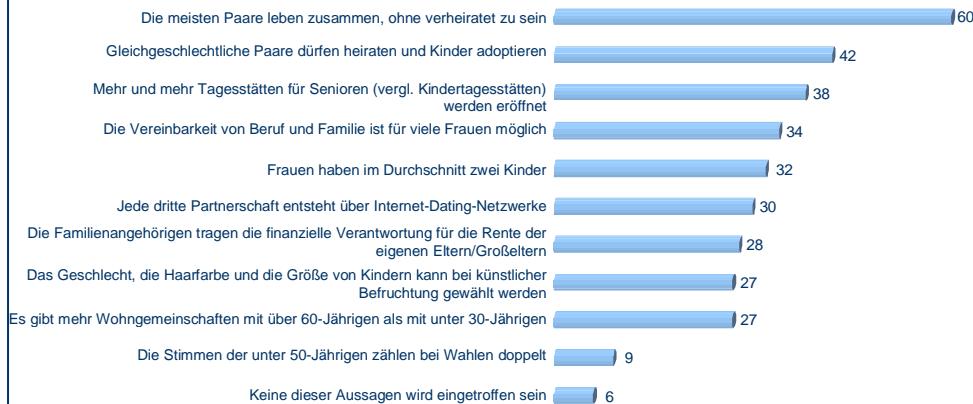 Die meisten Paare leben zusammen, ohne verheiratet zu sein 60
Gleichgeschlechtliche Paare dürfen heiraten und Kinder adoptieren 42
Mehr und mehr Tagesstätten für Senioren (vergl. Kindertagesstätten)
werden eröffnet 38
Die Vereinbarkeit von Beruf und Familie ist für viele Frauen möglich 34
Frauen haben im Durchschnitt zwei Kinder 32
Jede dritte Partnerschaft entsteht über Internet-Dating-Netzwerke 30
Die Familienangehörigen tragen die finanzielle Verantwortung für die Rente der
eigenen Eltern/Großeltern 28
Das Geschlecht, die Haarfarbe und die Größe von Kindern kann bei künstlicher
Befruchtung gewählt werden 27
Es gibt mehr Wohngemeinschaften mit über 60-Jährigen als mit unter 30-Jährigen 27
Die Stimmen der unter 50-Jährigen zählen bei Wahlen doppelt 9
Keine dieser Aussagen wird eingetroffen sein 6